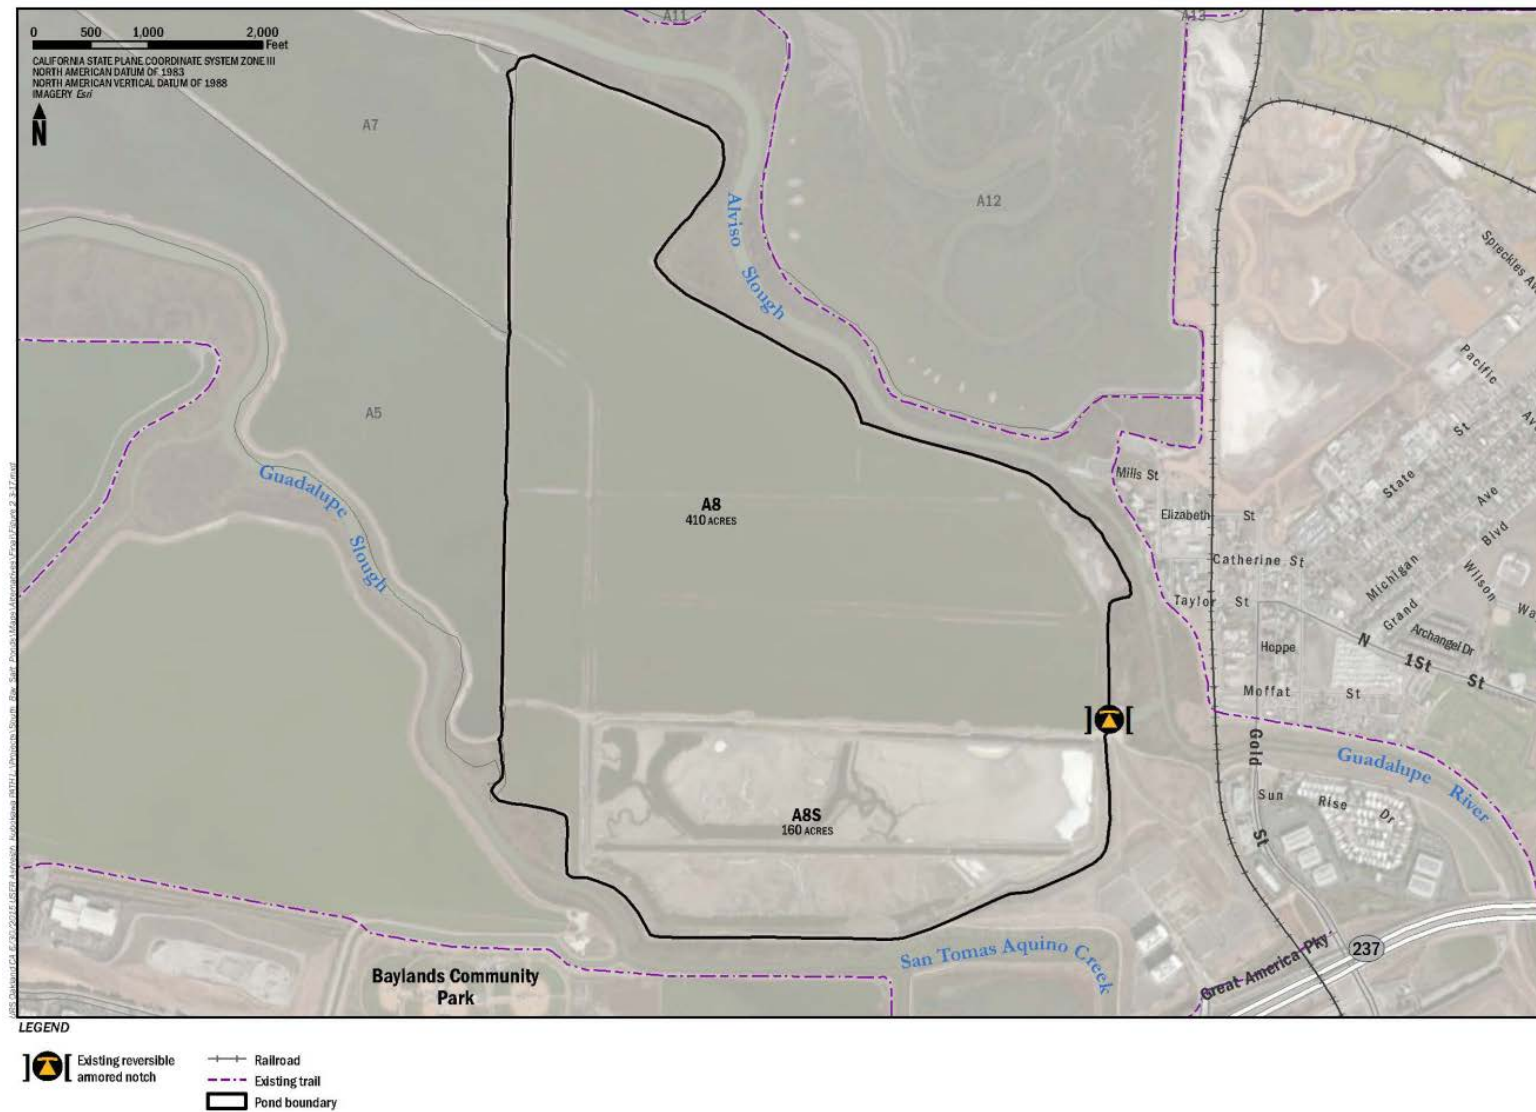 0 500 1,000 2,000
Feet
CALIFORNIA STATE PLANE COORDINATE SYSTEM ZONE III
NORTH AMERICAN DATUM OF 1983
NORTH AMERICAN VERTICAL DATUM OF 1988
IMAGERY Esri
N
A11
A13
A7
A12
Alviso Slough
Spreckles
A5
Pacific
Guadalupe Slough
A8
410 ACRES
Mills St
State St
Elizabeth St
Ave
Blvd
Catherine St
Michigan
Wilson
Taylor St
Grand
Archangel Dr
N 1St St
Hoppe
Moffat St
] [
Gold St
Guadalupe River
Sun Rise Dr
A8S
160 ACRES
San Tomas Aquino Creek
237
Great America Pky
Baylands Community
Park
LEGEND
] [ Existing reversible
armored notch
Railroad
Existing trail
Pond boundary